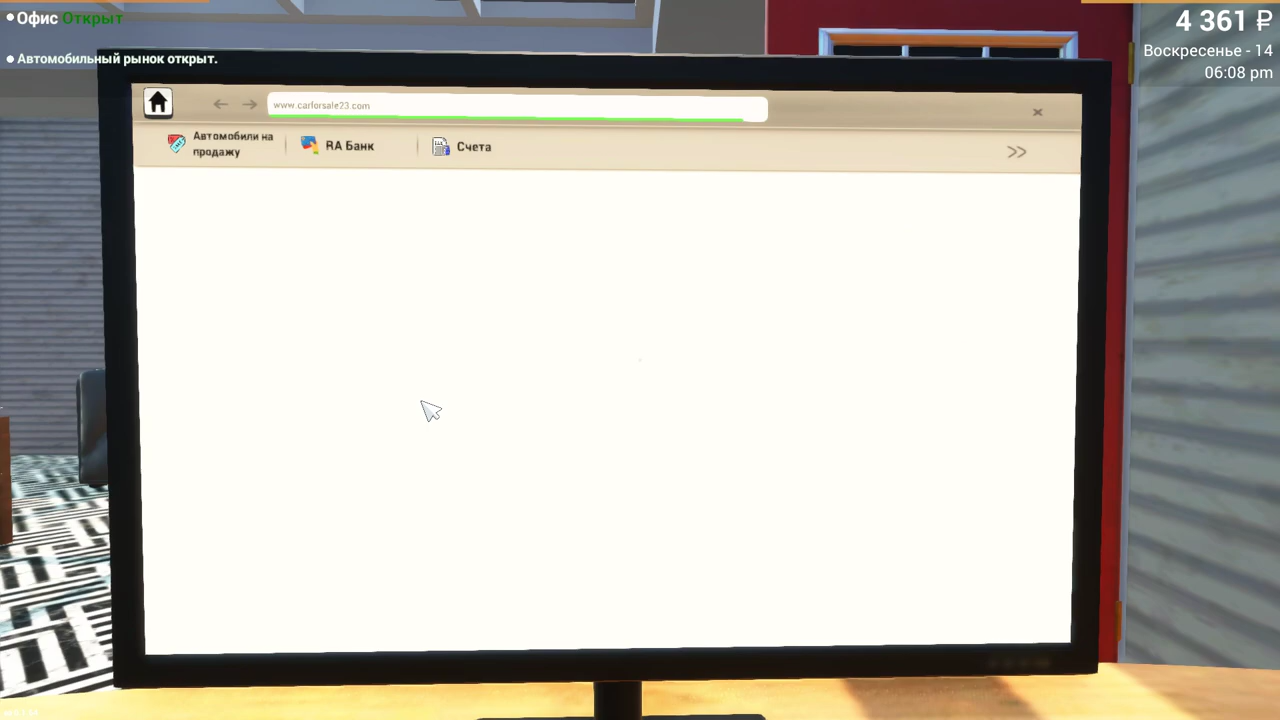 Офис Открыт
4 361 ₽
Воскресенье - 14
Автомобильный рынок открыт.
06:08 pm
www.carforsale23.com
Автомобили на
продажу
RA Банк
Счета